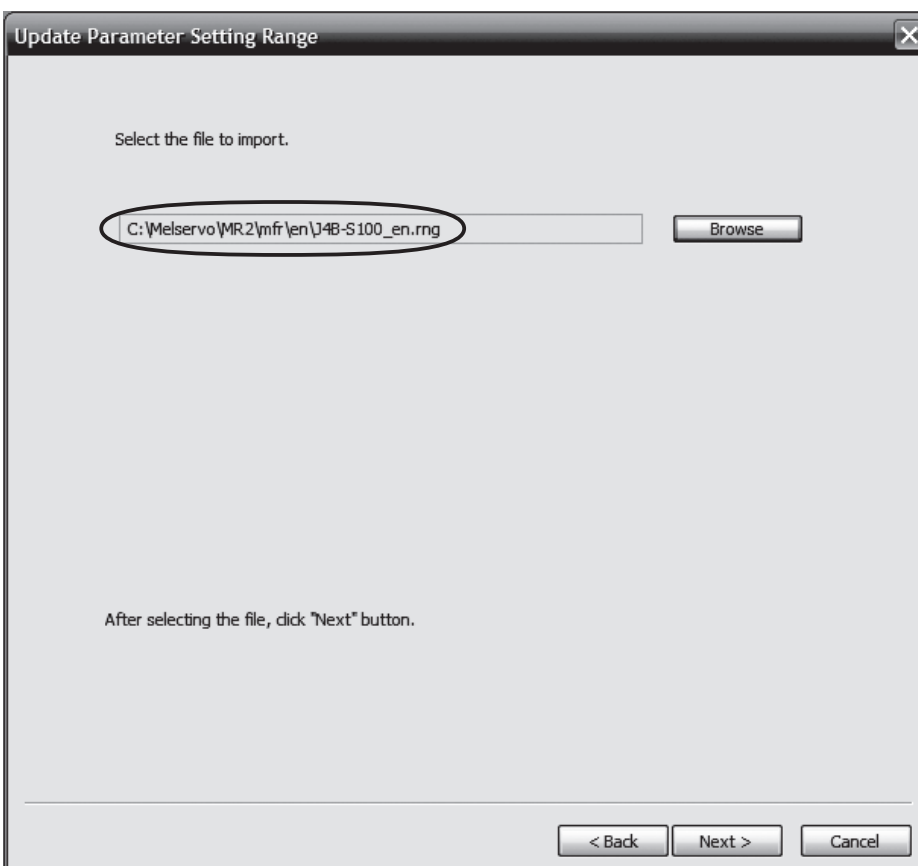 Update Parameter Setting Range
Select the file to import.
C:\Melservo\MR2\mfr\en\J4B-S100_en.rng
Browse
After selecting the file, click "Next" button.
< Back
Next >
Cancel